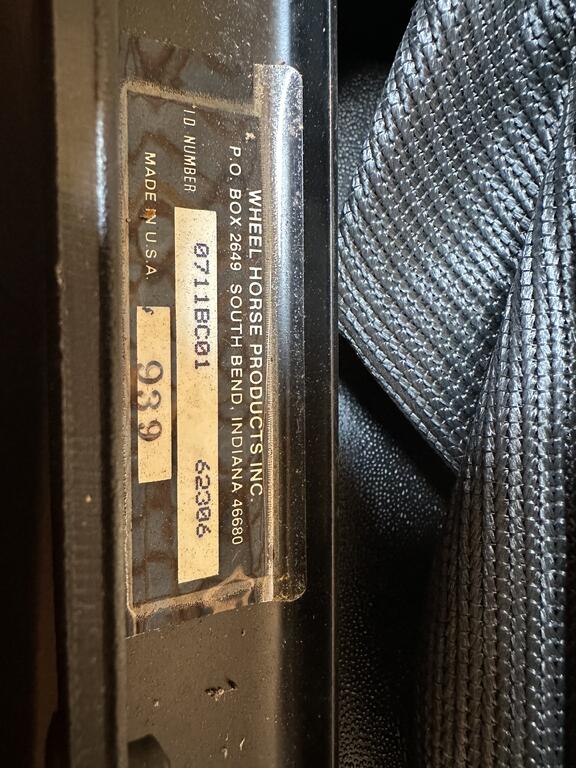 WHEEL HORSE PRODUCTS INC.
P.O. BOX 2649 SOUTH BEND, INDIANA 46680
I.D. NUMBER 0711BC01 62306
MADE IN U.S.A. 939